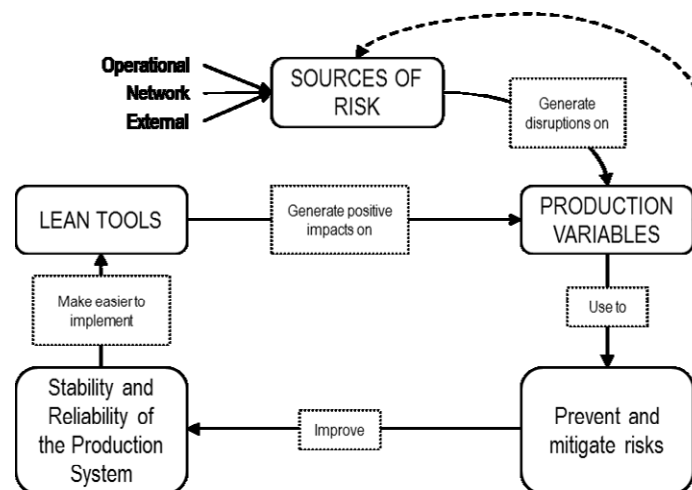 Operational
Network
External
SOURCES OF
RISK
Generate
disruptions on
LEAN TOOLS
Generate positive
impacts on
PRODUCTION
VARIABLES
Make easier to
implement
Use to
Stability and
Reliability of
the Production
System
Improve
Prevent and
mitigate risks